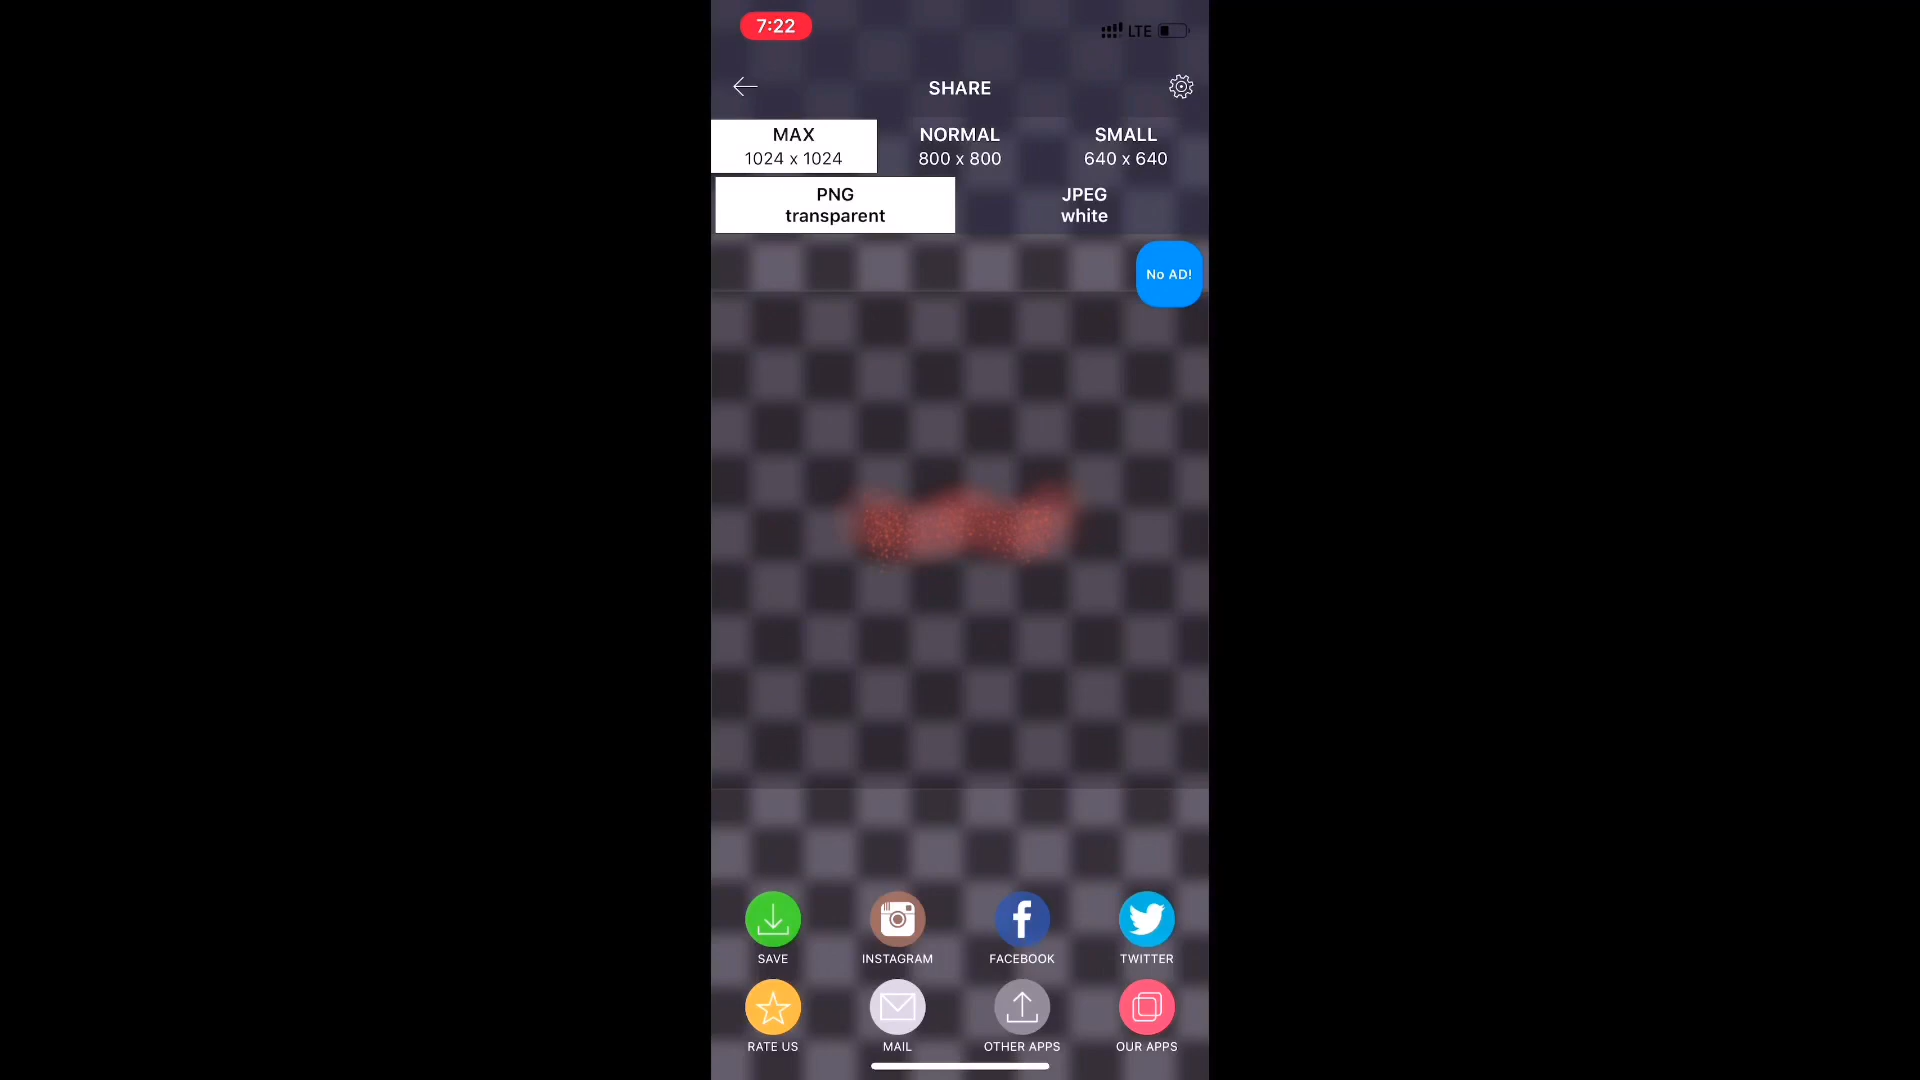 7:22
LTE
SHARE
MAX
1024 x 1024
NORMAL
800 x 800
SMALL
640 x 640
PNG
transparent
JPEG
white
No AD!
SAVE
INSTAGRAM
FACEBOOK
TWITTER
RATE US
MAIL
OTHER APPS
OUR APPS